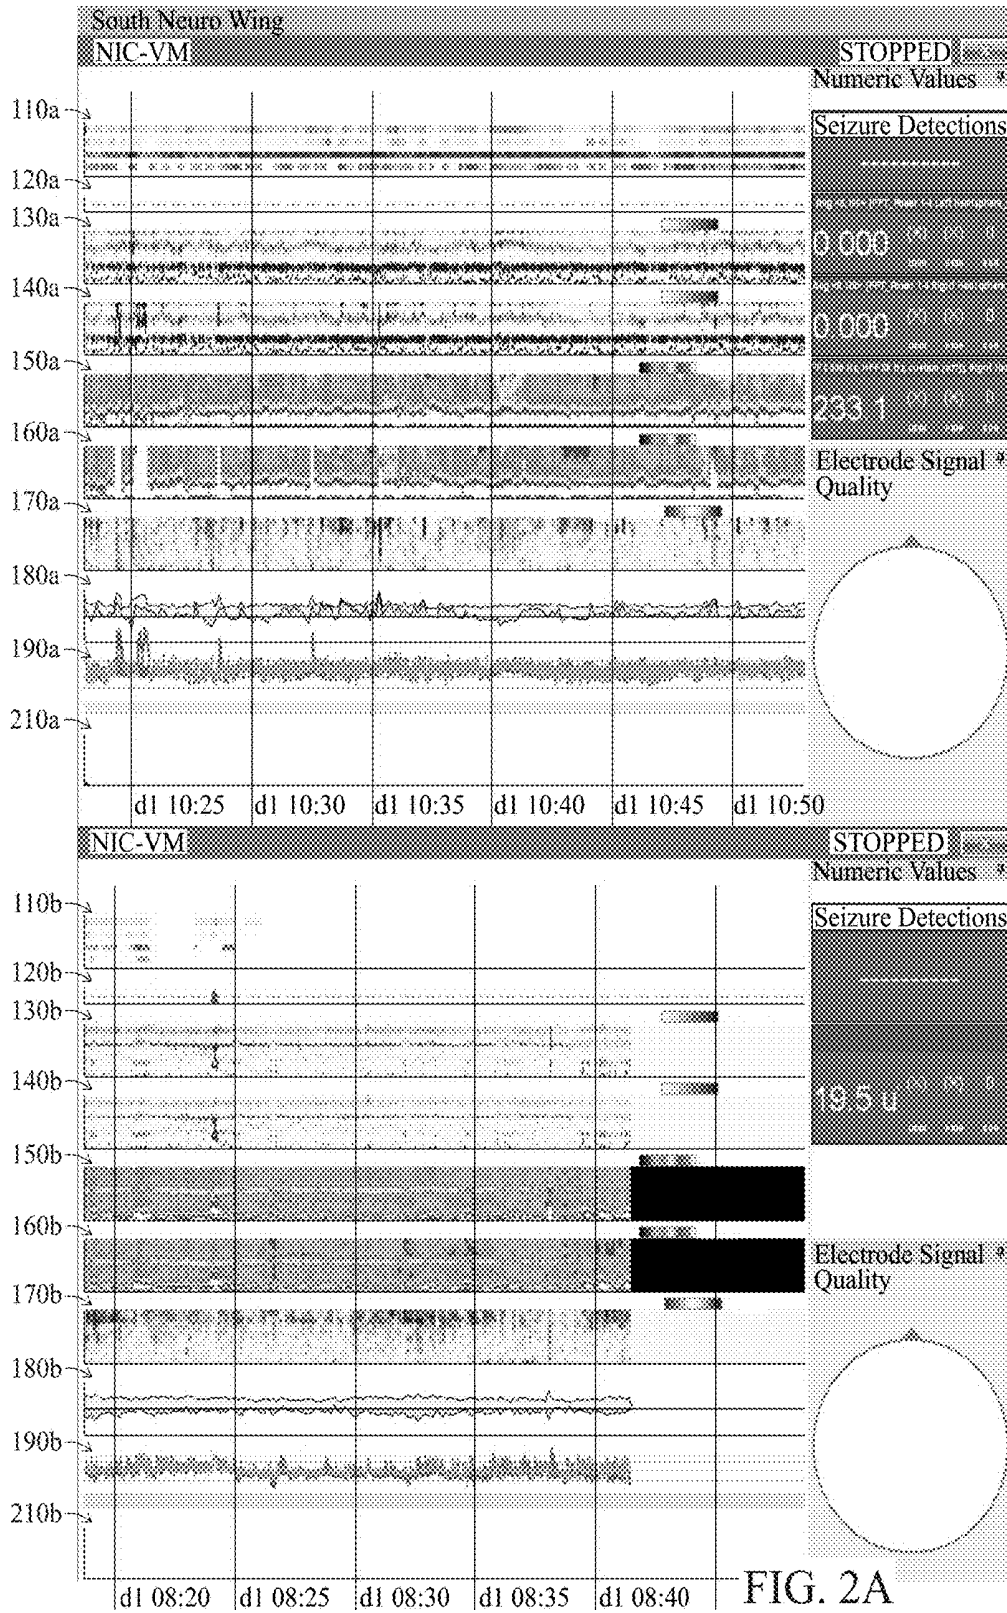 South Neuro Wing
NIC-VM
STOPPED
Numeric Values
110a
Seizure Detections
120a
130a
0 000
140a
0.000
150a
233 1
160a
Electrode Signal
Quality
170a
180a
190a
210a
d1 10:25 d1 10:30 d1 10:35 d1 10:40 d1 10:45 d1 10:50
NIC-VM
STOPPED
Numeric Values
110b
Seizure Detections
120b
130b
140b
19.5 u
150b
160b
Electrode Signal
Quality
170b
180b
190b
210b
d1 08:20 d1 08:25 d1 08:30 d1 08:35 d1 08:40
FIG. 2A